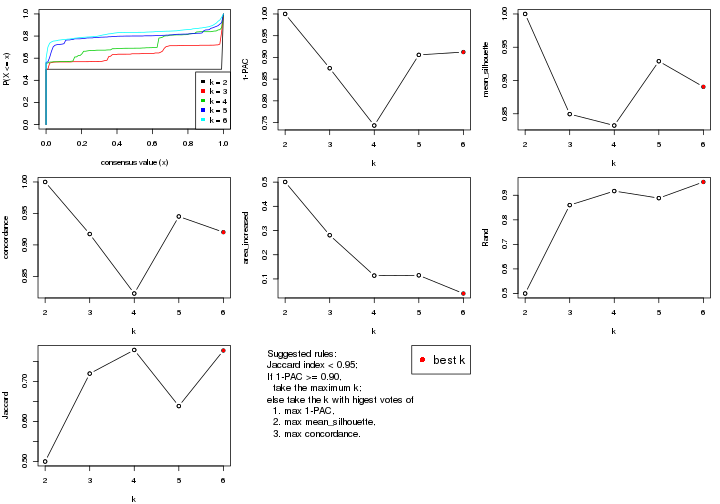 P(X <= x)
0.0 0.2 0.4 0.6 0.8 1.0
k = 2
k = 3
k = 4
k = 5
k = 6
0.0 0.2 0.4 0.6 0.8 1.0
consensus value (x)
1-PAC
0.75 0.80 0.85 0.90 0.95 1.00
2 3 4 5 6
k
mean_silhouette
0.85 0.90 0.95 1.00
2 3 4 5 6
k
concordance
0.85 0.90 0.95 1.00
2 3 4 5 6
k
area_increased
0.1 0.2 0.3 0.4 0.5
2 3 4 5 6
k
Rand
0.5 0.6 0.7 0.8 0.9
2 3 4 5 6
k
Jaccard
0.50 0.60 0.70
2 3 4 5 6
k
Suggested rules:
Jaccard index < 0.95;
If 1-PAC >= 0.90,
take the maximum k;
else take the k with higest votes of
1. max 1-PAC,
2. max mean_silhouette,
3. max concordance.
best k